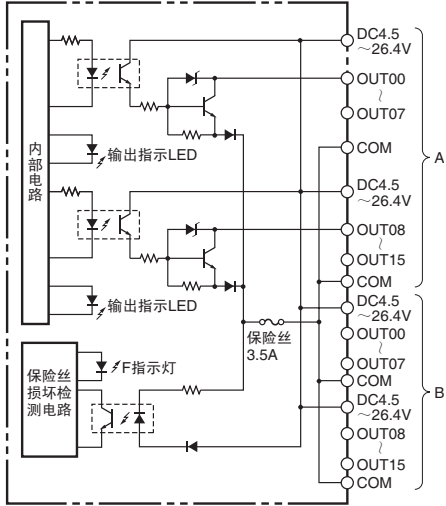 内部电路
输出指示LED
输出指示LED
保险丝
3.5A
保险丝
损坏检
测电路
F指示灯
DC4.5
～26.4V
OUT00
～
OUT07
COM
DC4.5
～26.4V
OUT08
～
OUT15
COM
A
DC4.5
～26.4V
OUT00
～
OUT07
COM
DC4.5
～26.4V
OUT08
～
OUT15
COM
B